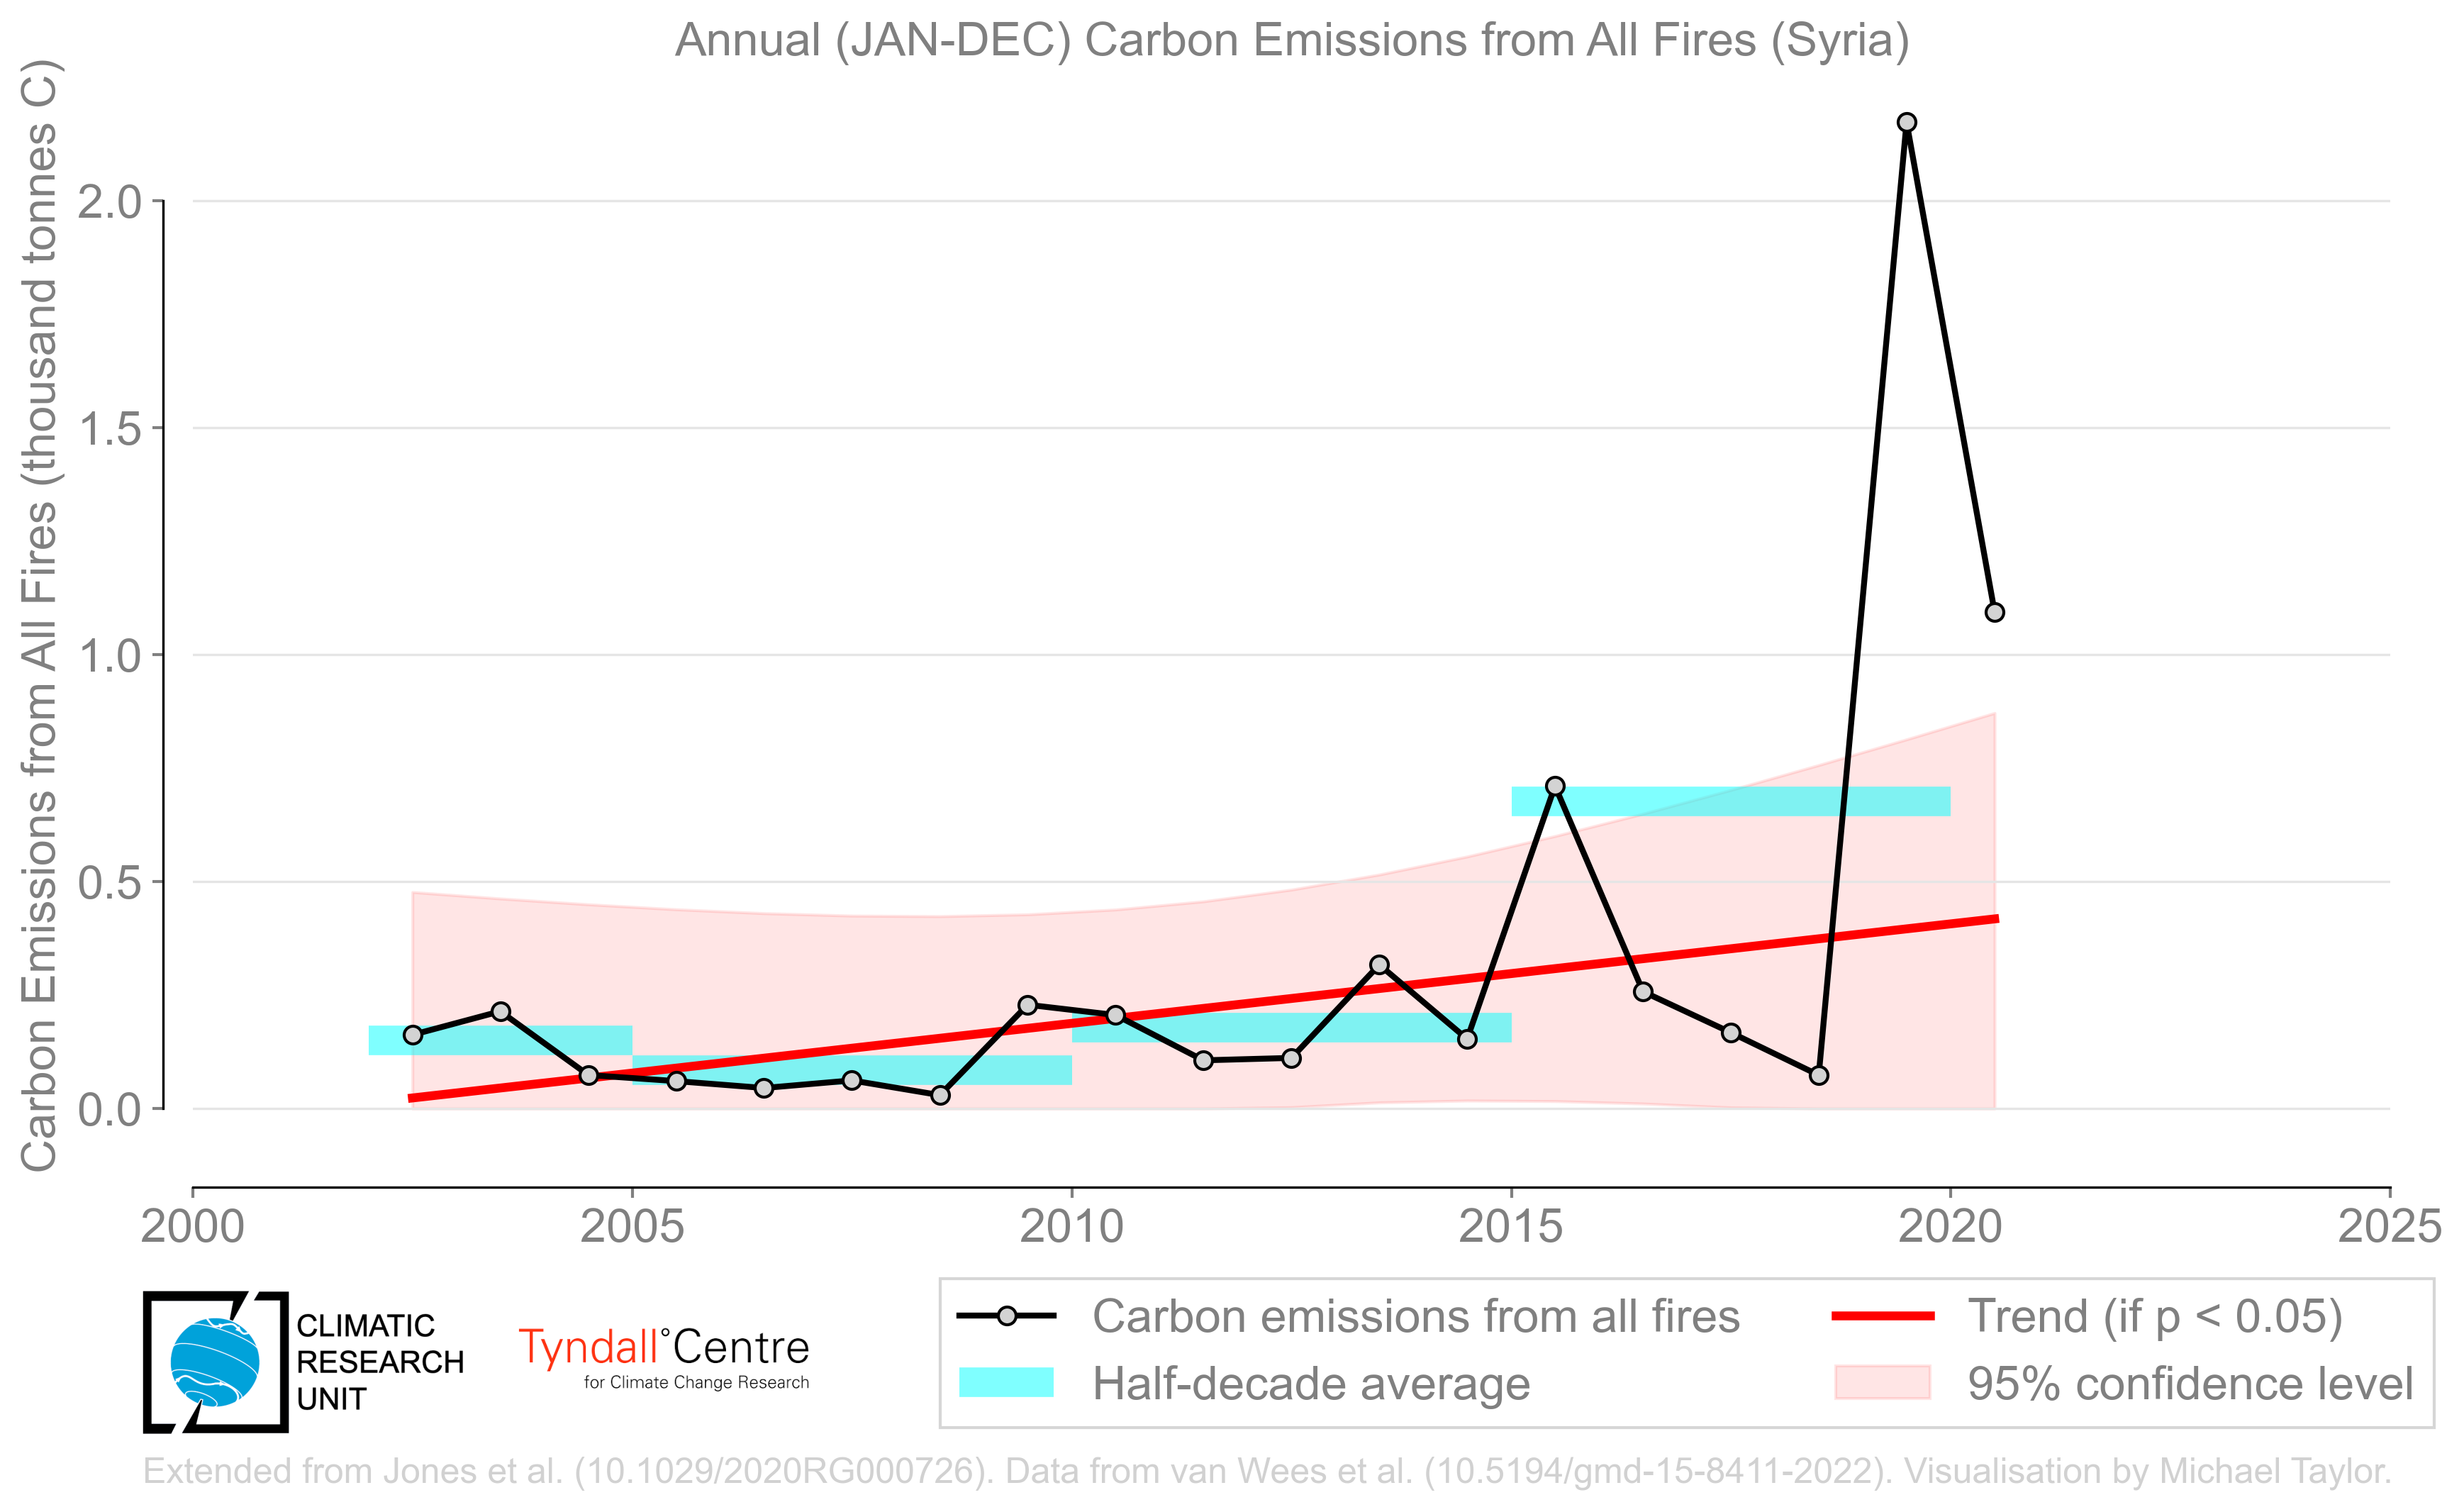 Annual (JAN-DEC) Carbon Emissions from All Fires (Syria)
Carbon Emissions from All Fires (thousand tonnes C)
2.0
1.5
1.0
0.5
0.0
2000 2005 2010 2015 2020 2025
CLIMATIC
RESEARCH
UNIT
Tyndall°Centre
for Climate Change Research
Carbon emissions from all fires
Half-decade average
Trend (if p < 0.05)
95% confidence level
Extended from Jones et al. (10.1029/2020RG000726). Data from van Wees et al. (10.5194/gmd-15-8411-2022). Visualisation by Michael Taylor.